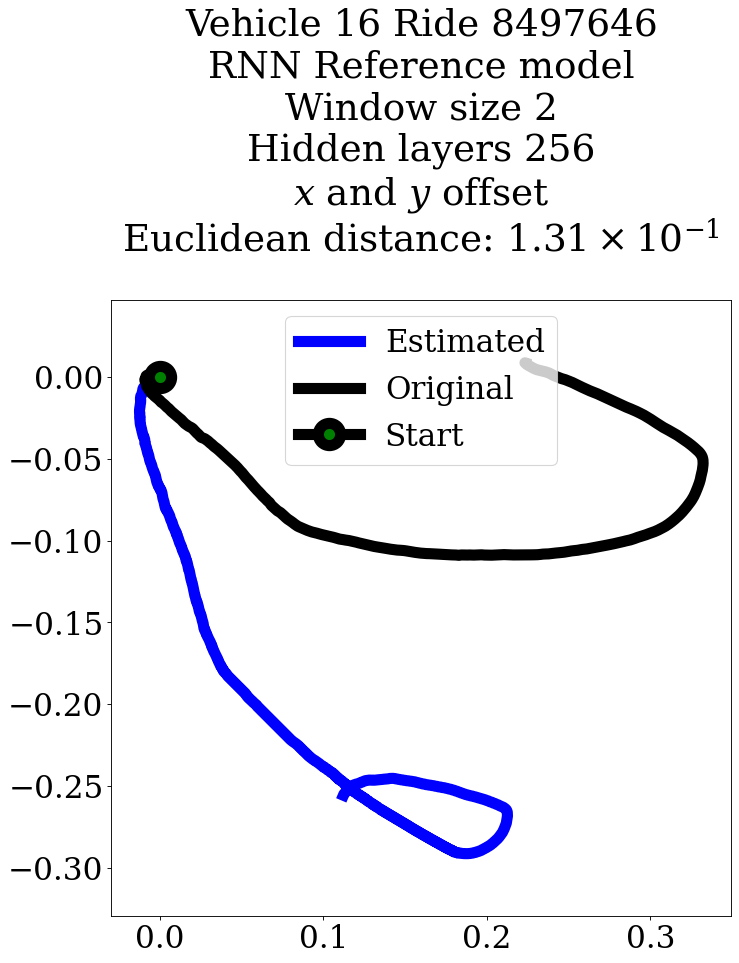 Vehicle 16 Ride 8497646
RNN Reference model
Window size 2
Hidden layers 256
x and y offset
Euclidean distance: 1.31 × 10⁻¹
Estimated
Original
Start
0.00
−0.05
−0.10
−0.15
−0.20
−0.25
−0.30
0.0 0.1 0.2 0.3